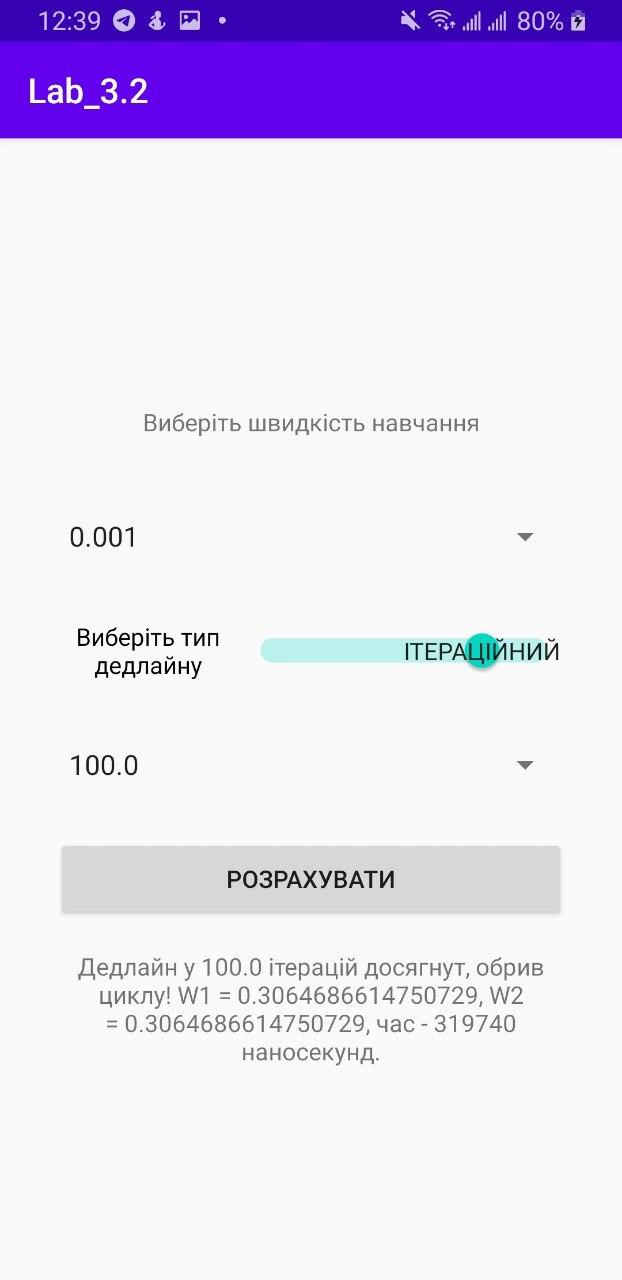 12:39 80%
Lab_3.2
Виберіть швидкість навчання
0.001
Виберіть тип
дедлайну
ІТЕРАЦІЙНИЙ
100.0
РОЗРАХУВАТИ
Дедлайн у 100.0 ітерацій досягнут, обрив
циклу! W1 = 0.3064686614750729, W2
= 0.3064686614750729, час - 319740
наносекунд.